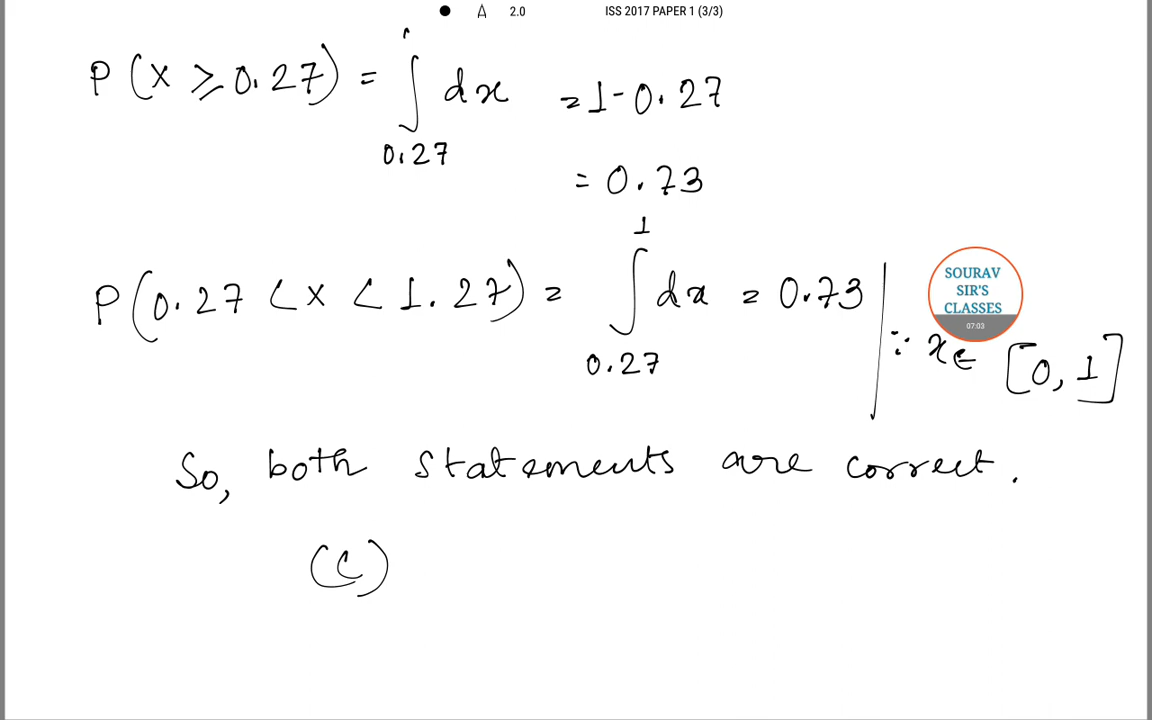 A 2.0 ISS 2017 PAPER 1 (3/3)
P(X ≥ 0.27) = ∫ dx = 1-0.27
0.27
= 0.73
1
P(0.27 < X < 1.27) = ∫ dx = 0.73 | ∵ x ∈ [0, 1]
0.27
SOURAV
SIR'S
CLASSES
07:03
So, both statements are correct.
(C)